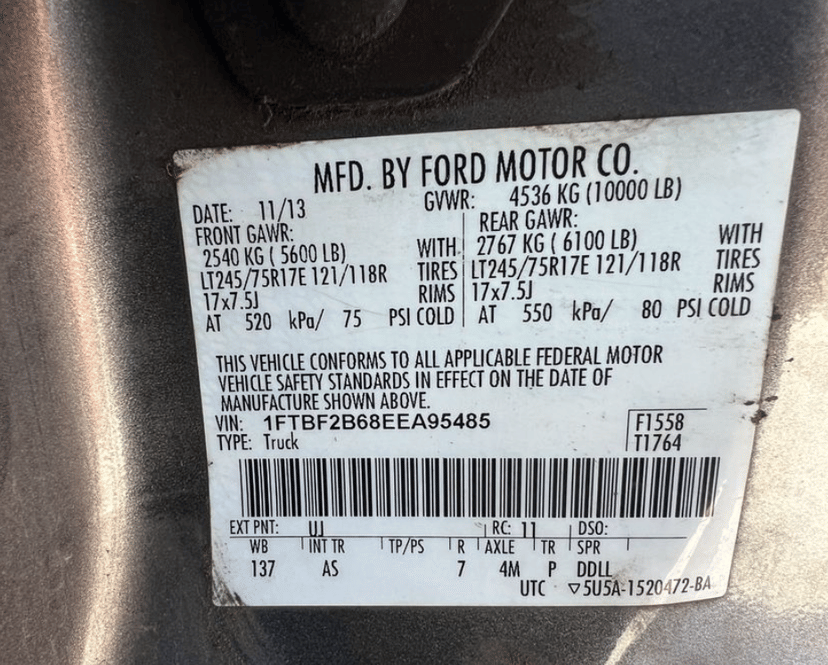 MFD. BY FORD MOTOR CO.
DATE: 11/13 GVWR: 4536 KG (10000 LB)
FRONT GAWR: REAR GAWR:
2540 KG ( 5600 LB) WITH 2767 KG ( 6100 LB) WITH
LT245/75R17E 121/118R TIRES LT245/75R17E 121/118R TIRES
17x7.5J RIMS 17x7.5J RIMS
AT 520 kPa/ 75 PSI COLD AT 550 kPa/ 80 PSI COLD
THIS VEHICLE CONFORMS TO ALL APPLICABLE FEDERAL MOTOR
VEHICLE SAFETY STANDARDS IN EFFECT ON THE DATE OF
MANUFACTURE SHOWN ABOVE.
VIN: 1FTBF2B68EEA95485 F1558
TYPE: Truck T1764
EXT PNT: UJ RC: 11 DSO:
WB INT TR TP/PS R AXLE TR SPR
137 AS 7 4M P DDLL
UTC ▽5U5A-1520472-BA